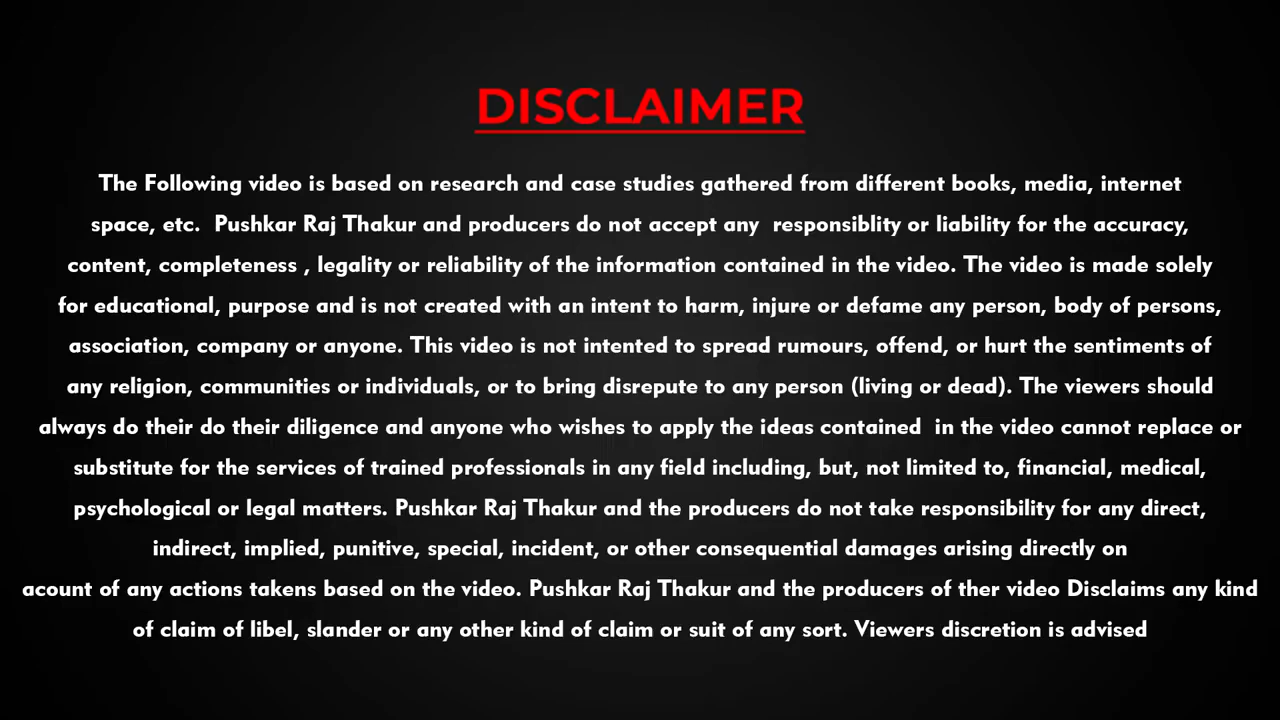 DISCLAIMER
The Following video is based on research and case studies gathered from different books, media, internet
space, etc.  Pushkar Raj Thakur and producers do not accept any  responsiblity or liability for the accuracy,
content, completeness , legality or reliability of the information contained in the video. The video is made solely
for educational, purpose and is not created with an intent to harm, injure or defame any person, body of persons,
association, company or anyone. This video is not intented to spread rumours, offend, or hurt the sentiments of
any religion, communities or individuals, or to bring disrepute to any person (living or dead). The viewers should
always do their do their diligence and anyone who wishes to apply the ideas contained  in the video cannot replace or
substitute for the services of trained professionals in any field including, but, not limited to, financial, medical,
psychological or legal matters. Pushkar Raj Thakur and the producers do not take responsibility for any direct,
indirect, implied, punitive, special, incident, or other consequential damages arising directly on
acount of any actions takens based on the video. Pushkar Raj Thakur and the producers of ther video Disclaims any kind
of claim of libel, slander or any other kind of claim or suit of any sort. Viewers discretion is advised